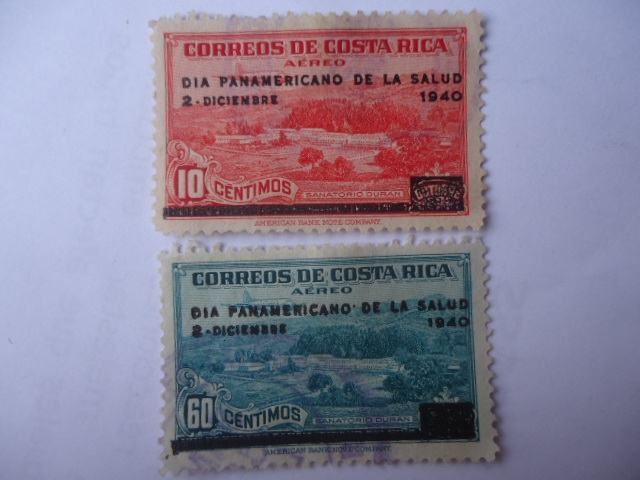 CORREOS DE COSTA RICA
AÉREO
DIA PANAMERICANO DE LA SALUD
2-DICIEMBRE 1940
10 CÉNTIMOS
SANATORIO DURAN
AMERICAN BANK NOTE COMPANY
CORREOS DE COSTA RICA
AÉREO
DIA PANAMERICANO DE LA SALUD
2-DICIEMBRE 1940
60 CÉNTIMOS
SANATORIO DURAN
AMERICAN BANK NOTE COMPANY